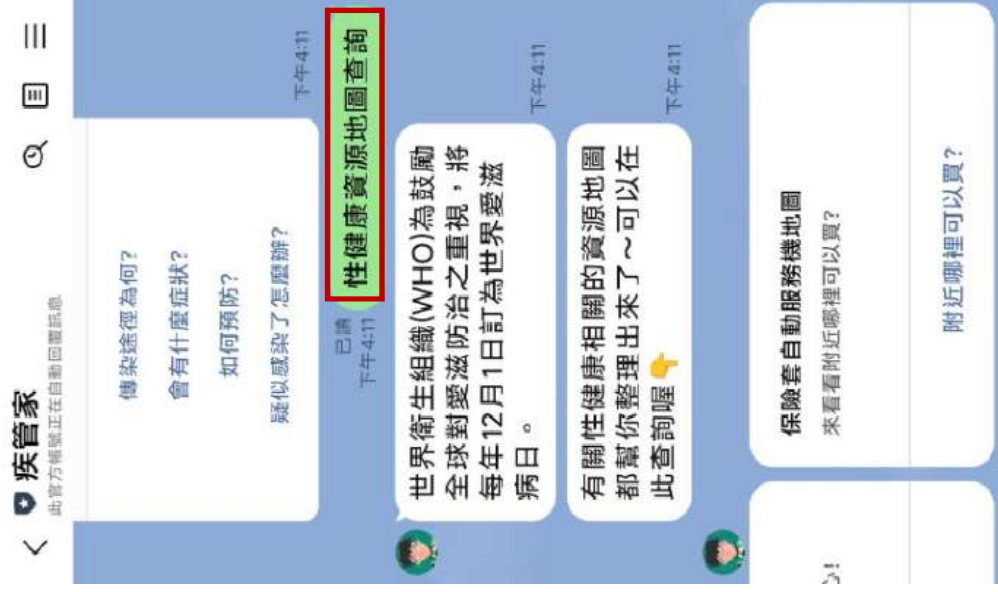 疾管家
此官方帳號正在自動回覆訊息
傳染途徑為何?
會有什麼症狀?
如何預防?
疑似感染了怎麼辦?
下午4:11
已讀
下午4:11
性健康資源地圖查詢
世界衛生組織(WHO)為鼓勵
全球對愛滋防治之重視，將
每年12月1日訂為世界愛滋
病日。
下午4:11
有關性健康相關的資源地圖
都幫你整理出來了~可以在
此查詢喔👇
下午4:11
保險套自動服務機地圖
來看看附近哪裡可以買?
附近哪裡可以買?